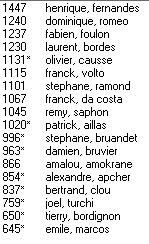 1447 henrique, fernandes
1240 dominique, romeo
1237 fabien, foulon
1230 laurent, bordes
1131* olivier, causse
1115 franck, volto
1101 stephane, ramond
1067 franck, da costa
1045 remy, saphon
1020* patrick, aillas
996* stephane, bruandet
963* damien, bruvier
866 amalou, amokrane
854* alexandre, apcher
837* bertrand, clou
759* joel, turchi
650* tierry, bordignon
645* emile, marcos